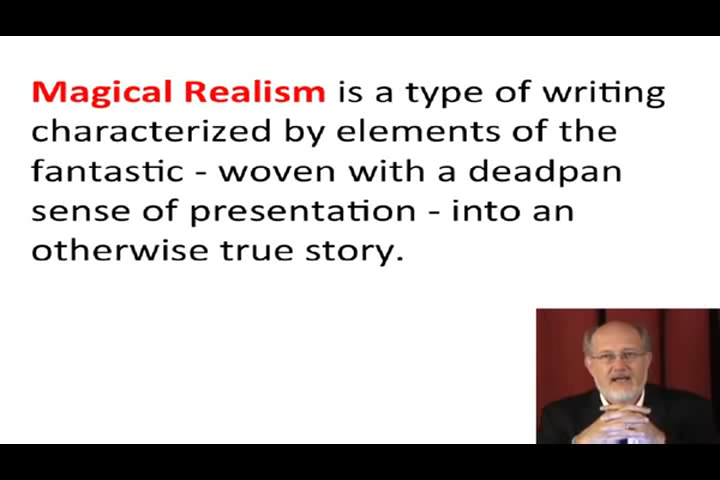 Magical Realism is a type of writing
characterized by elements of the
fantastic - woven with a deadpan
sense of presentation - into an
otherwise true story.